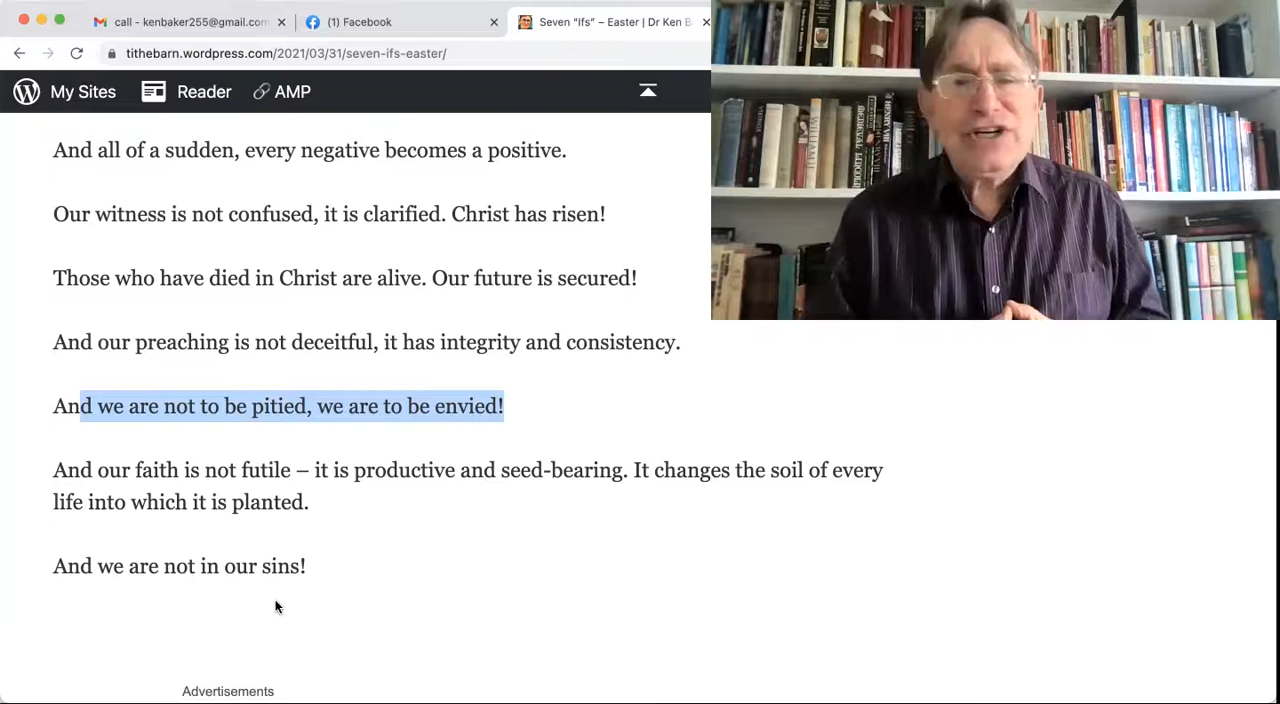 call - kenbaker255@gmail.com
(1) Facebook
Seven “Ifs” – Easter | Dr Ken B
tithebarn.wordpress.com/2021/03/31/seven-ifs-easter/
My Sites
Reader
AMP
And all of a sudden, every negative becomes a positive.
Our witness is not confused, it is clarified. Christ has risen!
Those who have died in Christ are alive. Our future is secured!
And our preaching is not deceitful, it has integrity and consistency.
And we are not to be pitied, we are to be envied!
And our faith is not futile – it is productive and seed-bearing. It changes the soil of every
life into which it is planted.
And we are not in our sins!
Advertisements
WILLIAM I
HENRY VIII